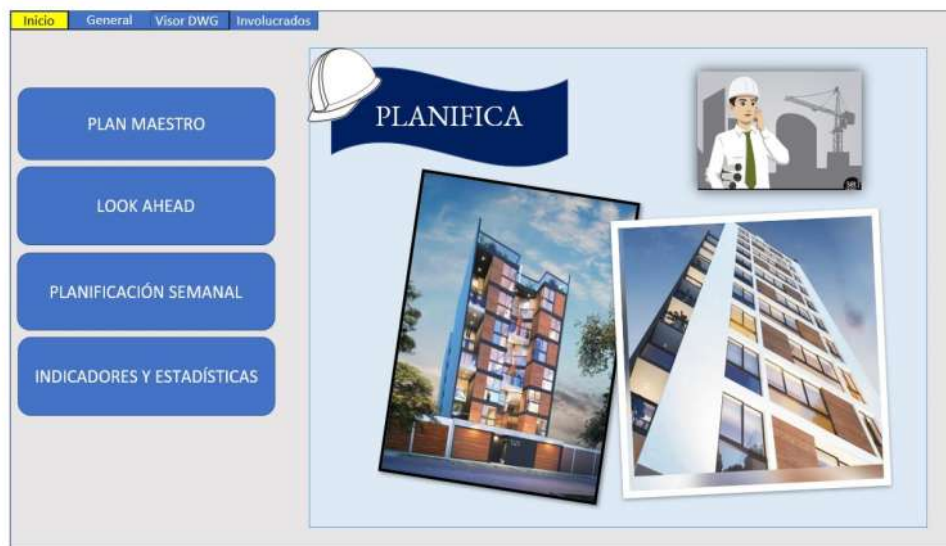 Inicio General Visor DWG Involucrados
PLANIFICA
PLAN MAESTRO
LOOK AHEAD
PLANIFICACIÓN SEMANAL
INDICADORES Y ESTADÍSTICAS